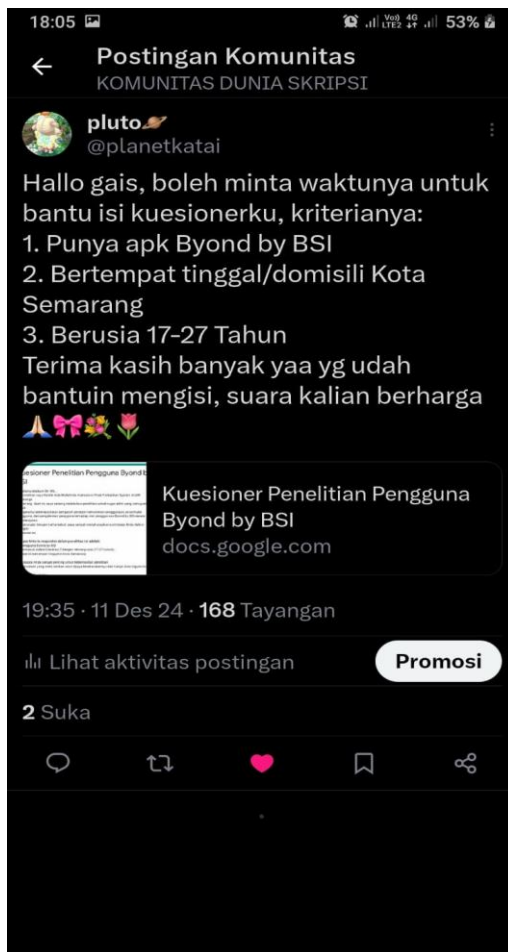 18:05 Vo)) 4G LTE2 53%
Postingan Komunitas
KOMUNITAS DUNIA SKRIPSI
pluto🪐
@planetkatai
Hallo gais, boleh minta waktunya untuk
bantu isi kuesionerku, kriterianya:
1. Punya apk Byond by BSI
2. Bertempat tinggal/domisili Kota
Semarang
3. Berusia 17-27 Tahun
Terima kasih banyak yaa yg udah
bantuin mengisi, suara kalian berharga
🙏🏻🎀💐🌷
Kuesioner Penelitian Pengguna
Byond by BSI
docs.google.com
19:35 · 11 Des 24 · 168 Tayangan
Lihat aktivitas postingan
Promosi
2 Suka